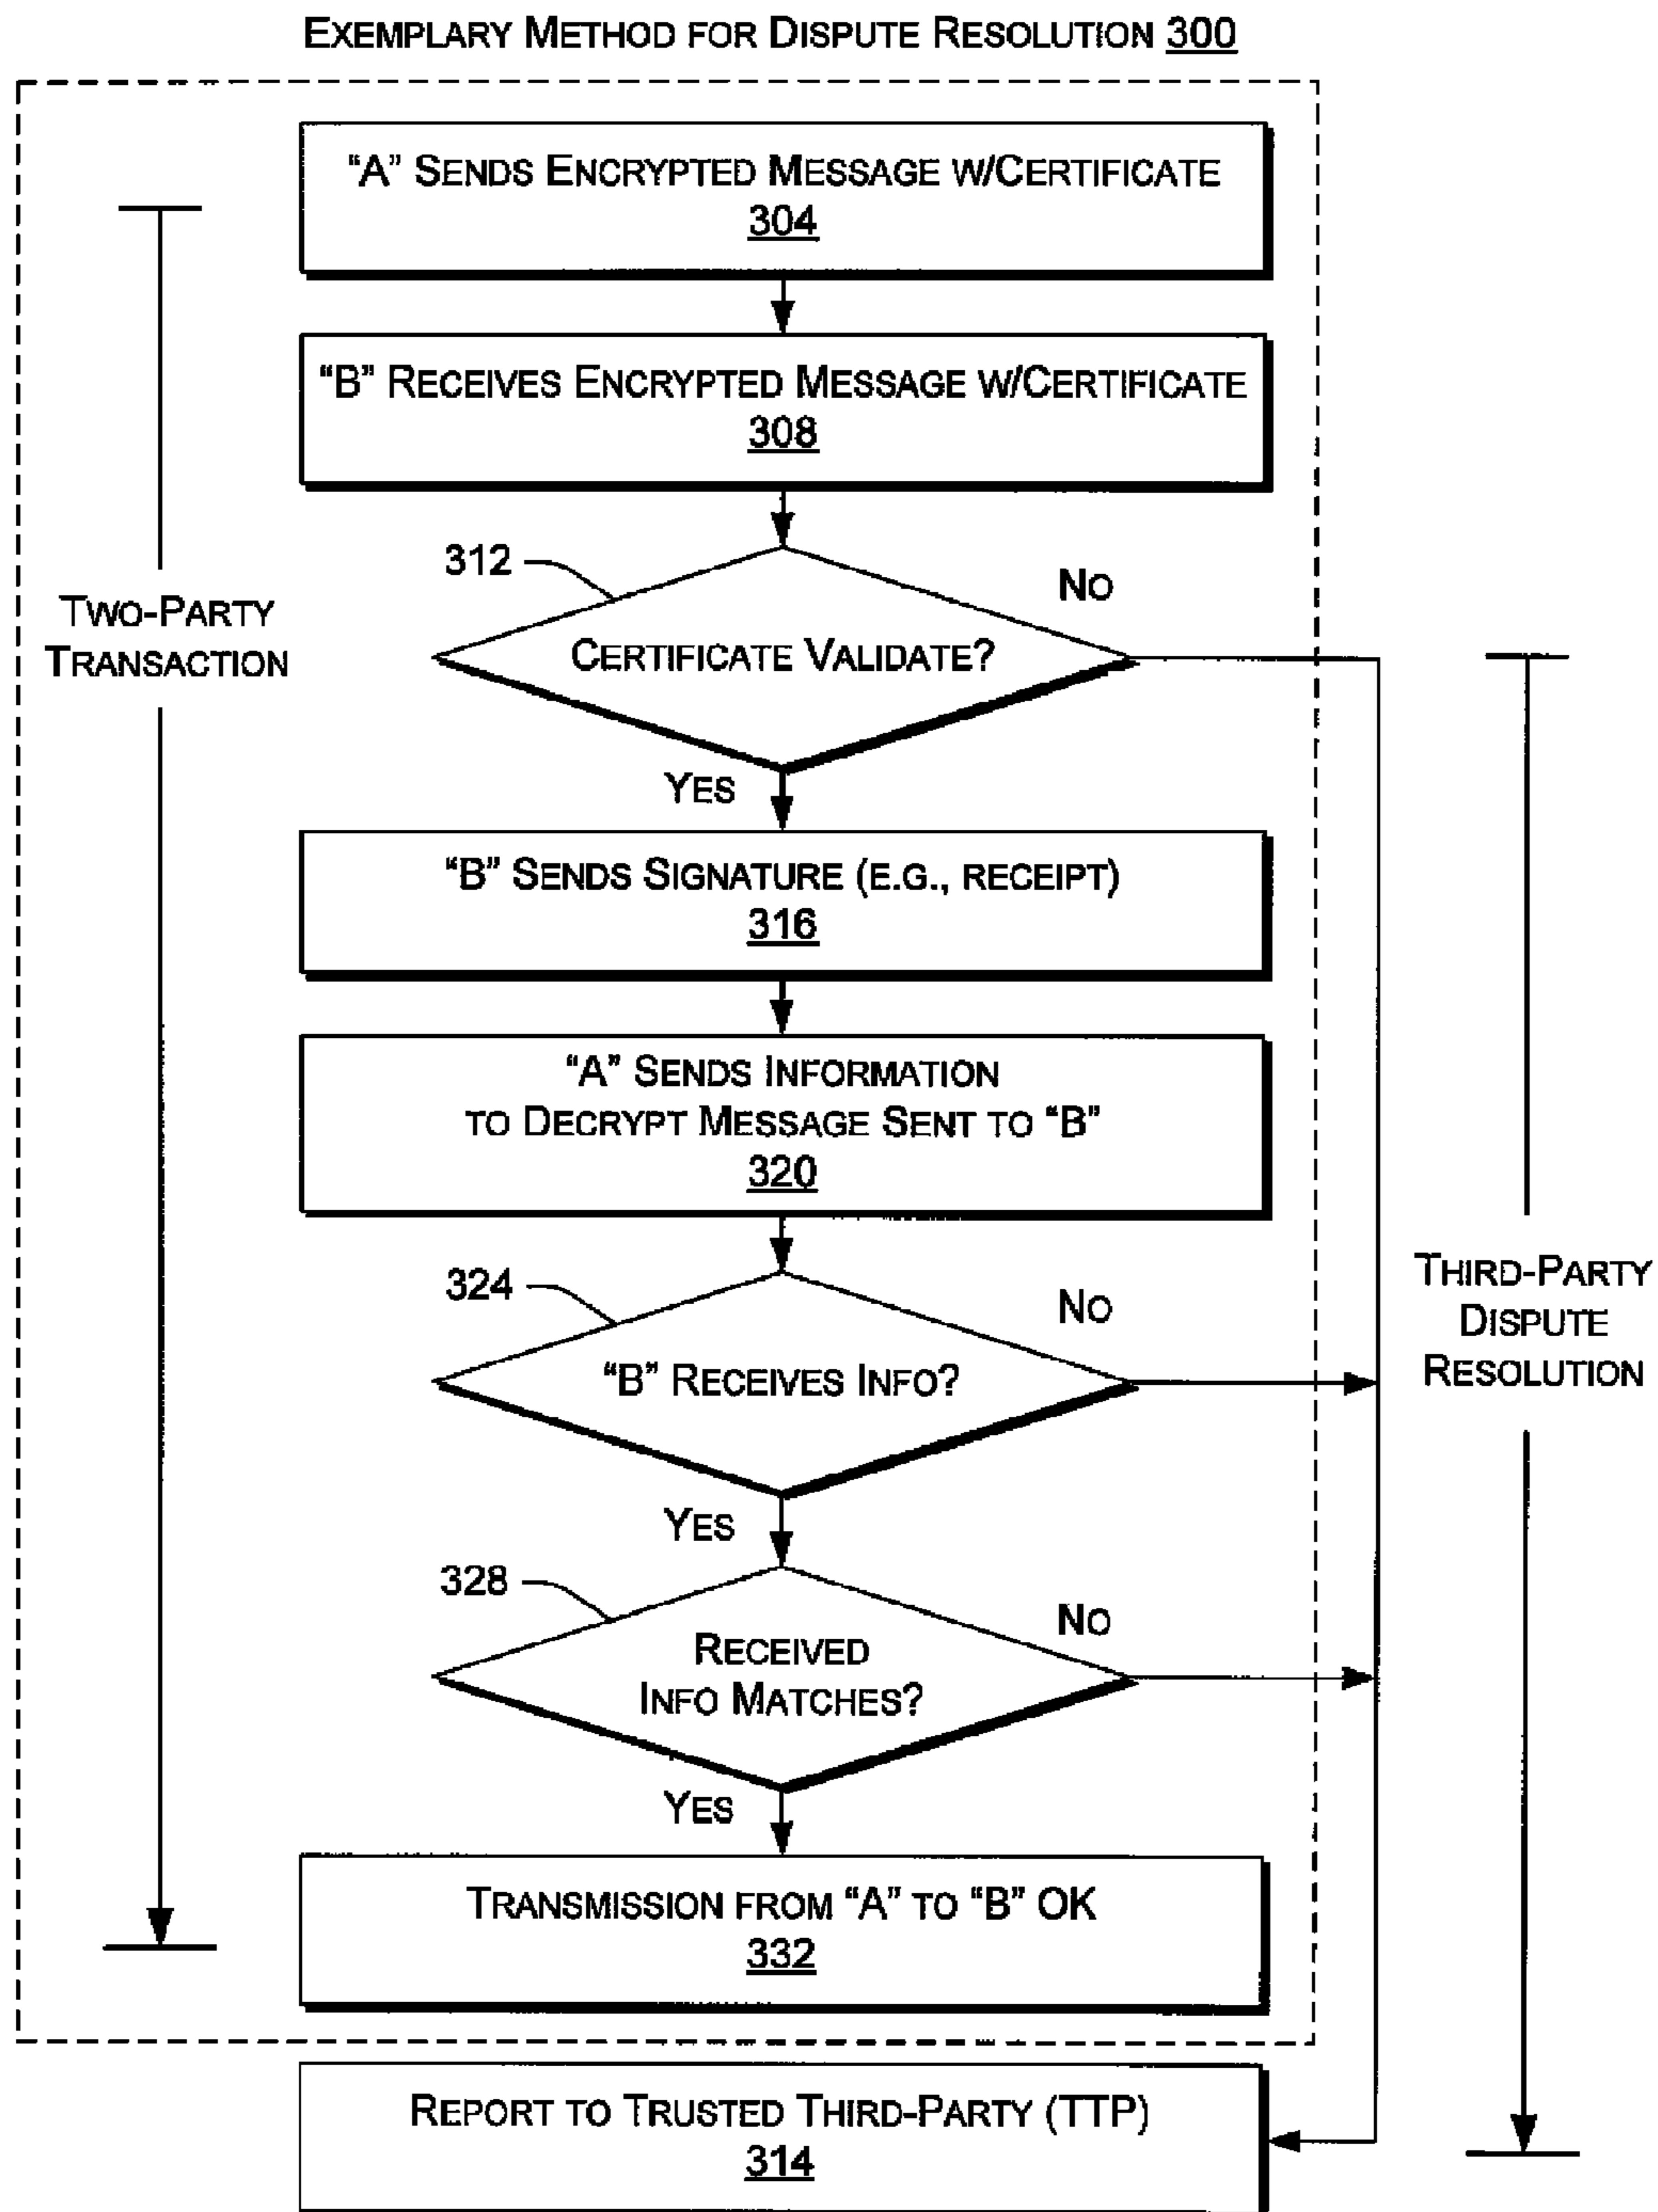 EXEMPLARY METHOD FOR DISPUTE RESOLUTION 300
“A” SENDS ENCRYPTED MESSAGE W/CERTIFICATE
304
“B” RECEIVES ENCRYPTED MESSAGE W/CERTIFICATE
308
312
NO
CERTIFICATE VALIDATE?
TWO-PARTY
TRANSACTION
YES
“B” SENDS SIGNATURE (E.G., RECEIPT)
316
“A” SENDS INFORMATION
TO DECRYPT MESSAGE SENT TO “B”
320
324
NO
“B” RECEIVES INFO?
THIRD-PARTY
DISPUTE
RESOLUTION
YES
328
NO
RECEIVED
INFO MATCHES?
YES
TRANSMISSION FROM “A” TO “B” OK
332
REPORT TO TRUSTED THIRD-PARTY (TTP)
314